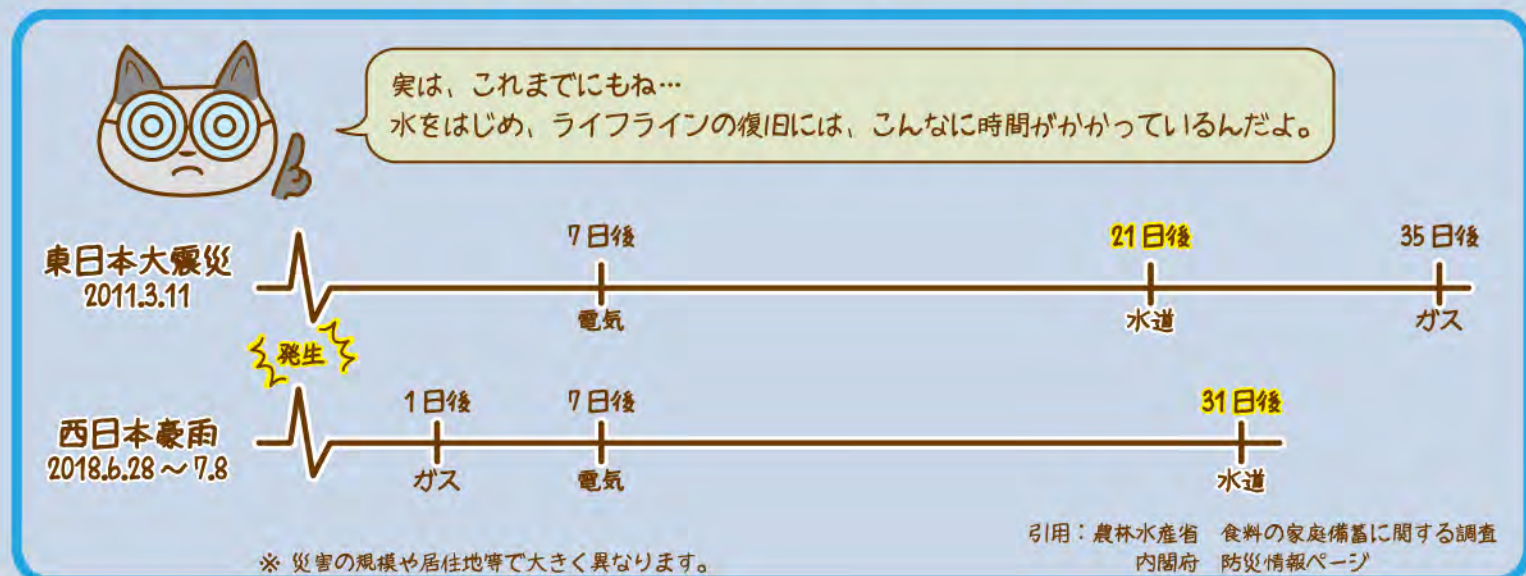 実は、これまでにもね…
水をはじめ、ライフラインの復旧には、こんなに時間がかかっているんだよ。
東日本大震災
2011.3.11
7日後
21日後
35日後
電気
水道
ガス
発生
西日本豪雨
2018.6.28～7.8
1日後
7日後
31日後
ガス
電気
水道
※ 災害の規模や居住地等で大きく異なります。
引用：農林水産省　食料の家庭備蓄に関する調査
内閣府　防災情報ページ